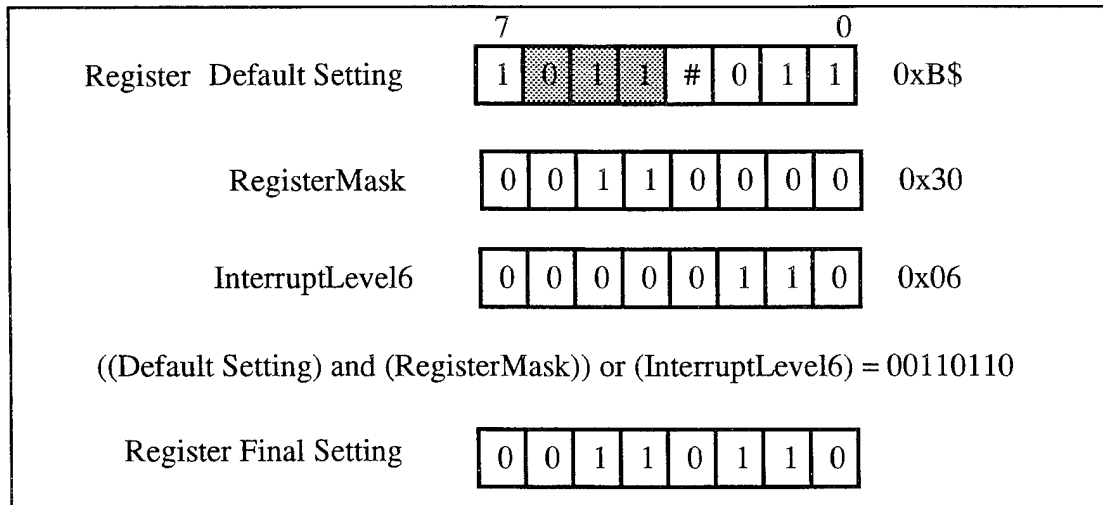 7 0
Register Default Setting 1 0 1 1 # 0 1 1 0xB$
RegisterMask 0 0 1 1 0 0 0 0 0x30
InterruptLevel6 0 0 0 0 0 1 1 0 0x06
((Default Setting) and (RegisterMask)) or (InterruptLevel6) = 00110110
Register Final Setting 0 0 1 1 0 1 1 0